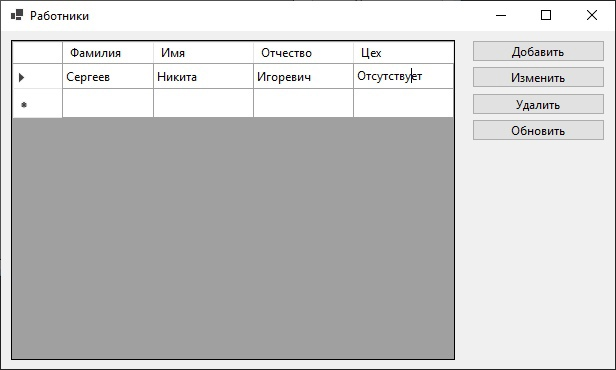 Работники
Фамилия Имя Отчество Цех
Сергеев Никита Игоревич Отсутствует
Добавить
Изменить
Удалить
Обновить